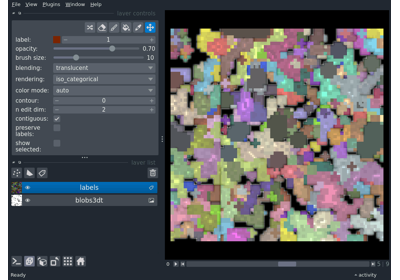 File View Plugins Window Help
layer controls
label: 1
opacity: 0.70
brush size: 10
blending: translucent
rendering: iso_categorical
color mode: auto
contour: 0
n edit dim: 2
contiguous:
preserve
labels:
show
selected:
layer list
labels
blobs3dt
Ready
activity